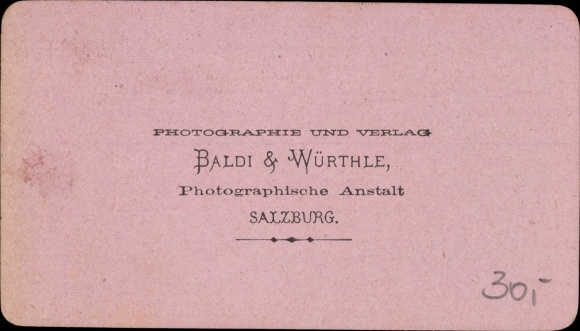 PHOTOGRAPHIE UND VERLAG
BALDI & WÜRTHLE,
Photographische Anstalt
SALZBURG.
30,-